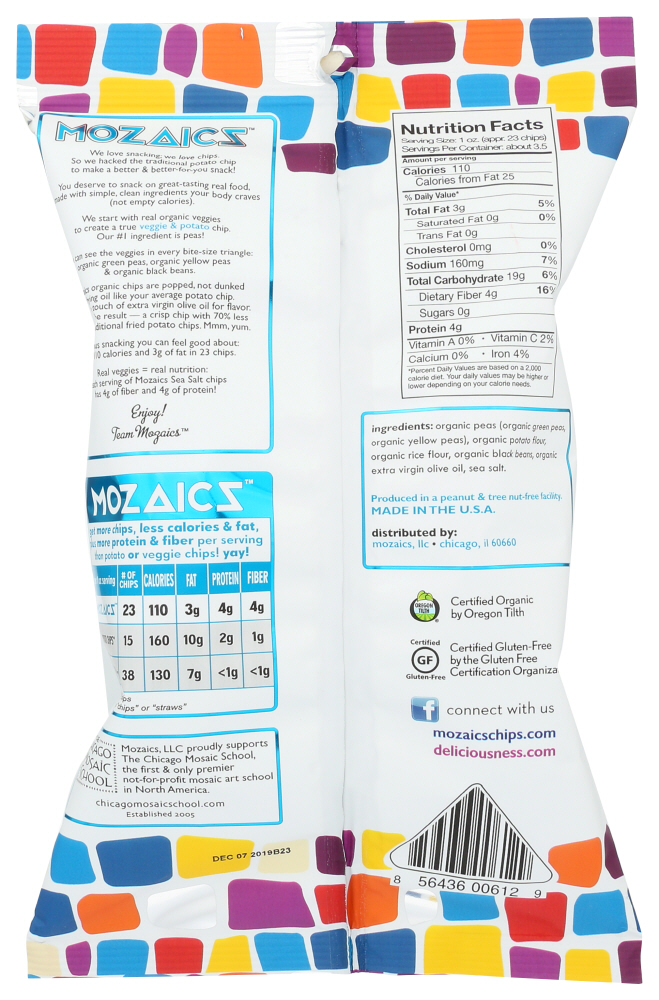 MOZAICS™
We love snacking; we love chips.
So we hacked the traditional potato chip
to make a better & better-for-you snack!
You deserve to snack on great-tasting real food,
made with simple, clean ingredients your body craves
(not empty calories).
We start with real organic veggies
to create a true veggie & potato chip.
Our #1 ingredient is peas!
can see the veggies in every bite-size triangle:
organic green peas, organic yellow peas
& organic black beans.
organic chips are popped, not dunked
oil like your average potato chip.
touch of extra virgin olive oil for flavor.
result — a crisp chip with 70% less
ditional fried potato chips. Mmm, yum.
snacking you can feel good about:
10 calories and 3g of fat in 23 chips.
Real veggies = real nutrition:
serving of Mozaics Sea Salt chips
has 4g of fiber and 4g of protein!
Enjoy!
Team Mozaics™
MOZAICS™
get more chips, less calories & fat,
plus more protein & fiber per serving
than potato or veggie chips! yay!
serving # OF CHIPS CALORIES FAT PROTEIN FIBER
23 110 3g 4g 4g
15 160 10g 2g 1g
38 130 7g <1g <1g
chips" or "straws"
Mozaics, LLC proudly supports
The Chicago Mosaic School,
the first & only premier
not-for-profit mosaic art school
in North America.
chicagomosaicschool.com
Established 2005
DEC 07 2019B23
Nutrition Facts
Serving Size: 1 oz. (appr. 23 chips)
Servings Per Container: about 3.5
Amount per serving
Calories 110
Calories from Fat 25
% Daily Value*
Total Fat 3g 5%
Saturated Fat 0g 0%
Trans Fat 0g
Cholesterol 0mg 0%
Sodium 160mg 7%
Total Carbohydrate 19g 6%
Dietary Fiber 4g 16%
Sugars 0g
Protein 4g
Vitamin A 0% • Vitamin C 2%
Calcium 0% • Iron 4%
*Percent Daily Values are based on a 2,000
calorie diet. Your daily values may be higher or
lower depending on your calorie needs.
ingredients: organic peas (organic green peas,
organic yellow peas), organic potato flour,
organic rice flour, organic black beans, organic
extra virgin olive oil, sea salt.
Produced in a peanut & tree nut-free facility.
MADE IN THE U.S.A.
distributed by:
mozaics, llc • chicago, il 60660
OREGON TILTH
Certified Organic
by Oregon Tilth
Certified
GF
Gluten-Free
Certified Gluten-Free
by the Gluten Free
Certification Organiza
f connect with us
mozaicschips.com
deliciousness.com
8 56436 00612 9